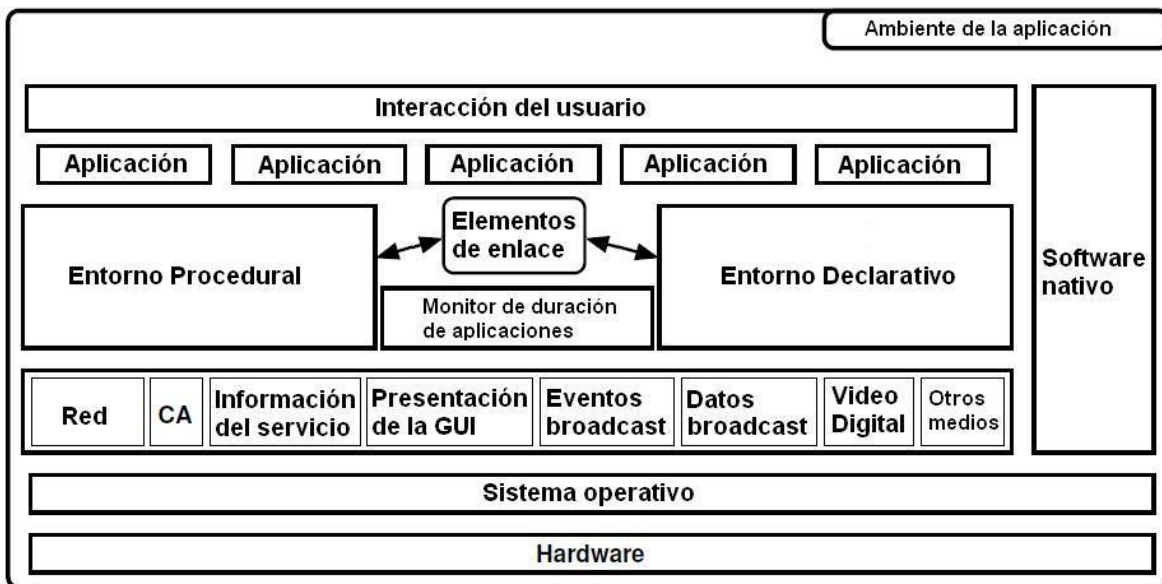 Ambiente de la aplicación
Interacción del usuario
Aplicación
Aplicación
Aplicación
Aplicación
Aplicación
Entorno Procedural
Elementos
de enlace
Monitor de duración
de aplicaciones
Entorno Declarativo
Software
nativo
Red
CA
Información
del servicio
Presentación
de la GUI
Eventos
broadcast
Datos
broadcast
Video
Digital
Otros
medios
Sistema operativo
Hardware